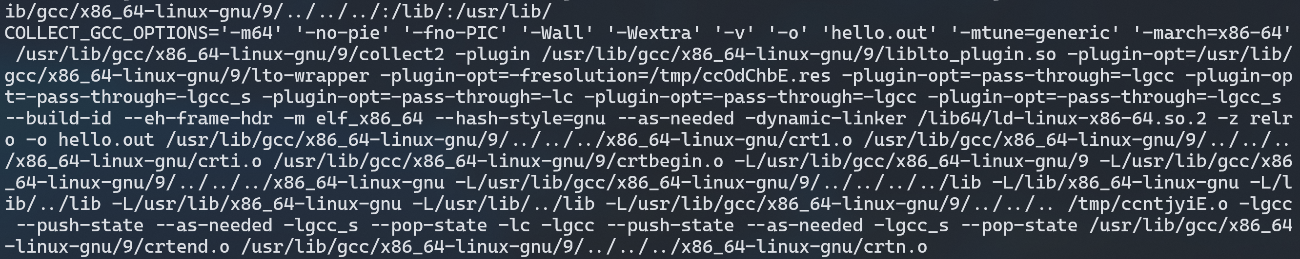 ib/gcc/x86_64-linux-gnu/9/../../../:/lib/:/usr/lib/
COLLECT_GCC_OPTIONS='-m64' '-no-pie' '-fno-PIC' '-Wall' '-Wextra' '-v' '-o' 'hello.out' '-mtune=generic' '-march=x86-64'
 /usr/lib/gcc/x86_64-linux-gnu/9/collect2 -plugin /usr/lib/gcc/x86_64-linux-gnu/9/liblto_plugin.so -plugin-opt=/usr/lib/
gcc/x86_64-linux-gnu/9/lto-wrapper -plugin-opt=-fresolution=/tmp/ccOdChbE.res -plugin-opt=-pass-through=-lgcc -plugin-op
t=-pass-through=-lgcc_s -plugin-opt=-pass-through=-lc -plugin-opt=-pass-through=-lgcc -plugin-opt=-pass-through=-lgcc_s
--build-id --eh-frame-hdr -m elf_x86_64 --hash-style=gnu --as-needed -dynamic-linker /lib64/ld-linux-x86-64.so.2 -z relr
o -o hello.out /usr/lib/gcc/x86_64-linux-gnu/9/../../../x86_64-linux-gnu/crt1.o /usr/lib/gcc/x86_64-linux-gnu/9/../../..
/x86_64-linux-gnu/crti.o /usr/lib/gcc/x86_64-linux-gnu/9/crtbegin.o -L/usr/lib/gcc/x86_64-linux-gnu/9 -L/usr/lib/gcc/x86
_64-linux-gnu/9/../../../x86_64-linux-gnu -L/usr/lib/gcc/x86_64-linux-gnu/9/../../../../lib -L/lib/x86_64-linux-gnu -L/l
ib/../lib -L/usr/lib/x86_64-linux-gnu -L/usr/lib/../lib -L/usr/lib/gcc/x86_64-linux-gnu/9/../../.. /tmp/ccntjyiE.o -lgcc
 --push-state --as-needed -lgcc_s --pop-state -lc -lgcc --push-state --as-needed -lgcc_s --pop-state /usr/lib/gcc/x86_64
-linux-gnu/9/crtend.o /usr/lib/gcc/x86_64-linux-gnu/9/../../../x86_64-linux-gnu/crtn.o